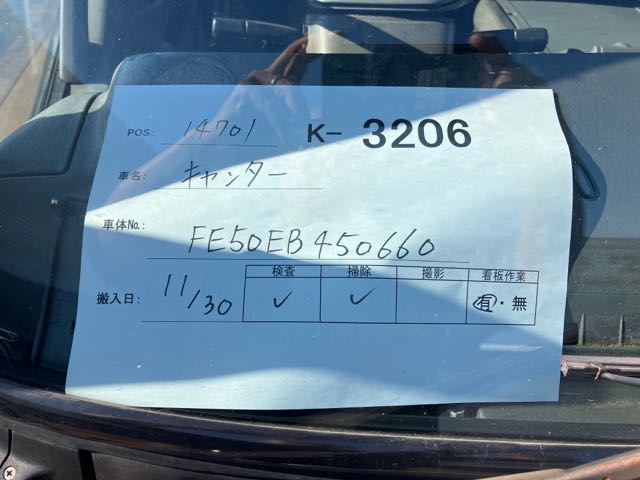 POS: 14701 K- 3206
車名: キャンター
車体No.: FE50EB450660
検査 掃除 撮影 看板作業
搬入日: 11/30 ✓ ✓ 有・無